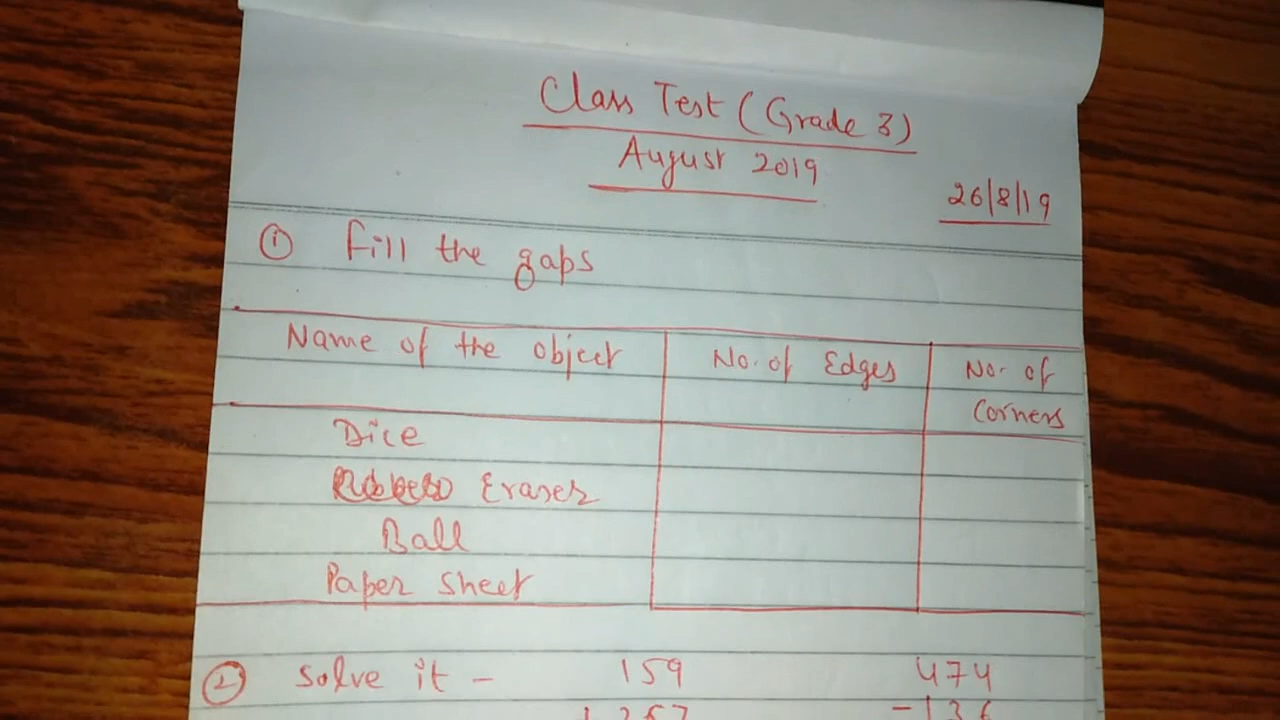 Class Test (Grade 3)
August 2019
26/8/19
① Fill the gaps
Name of the object No. of Edges No. of Corners
Dice
Eraser
Ball
Paper Sheet
② Solve it - 159 474
-136